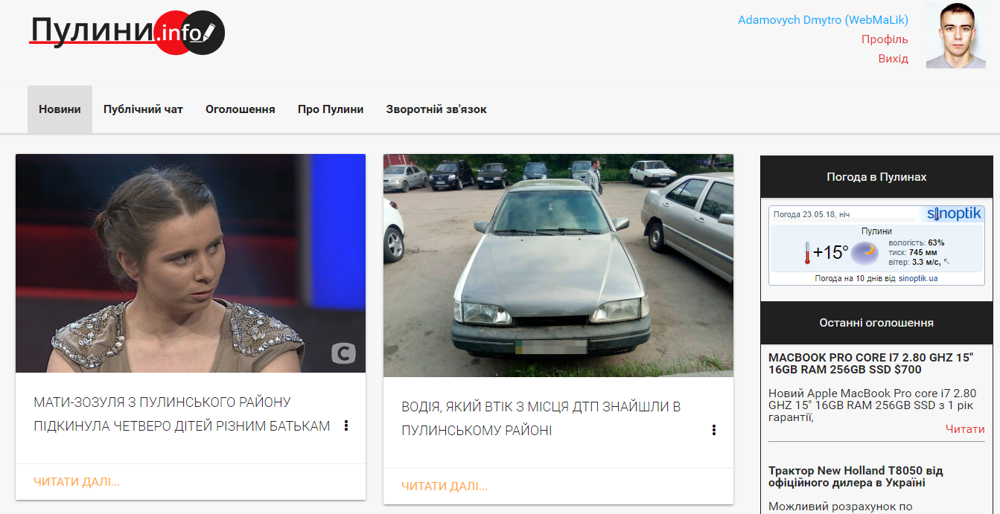 Пулини.info
Adamovych Dmytro (WebMaLik)
Профіль
Вихід
Новини
Публічний чат
Оголошення
Про Пулини
Зворотній зв'язок
C
МАТИ-ЗОЗУЛЯ З ПУЛИНСЬКОГО РАЙОНУ
ПІДКИНУЛА ЧЕТВЕРО ДІТЕЙ РІЗНИМ БАТЬКАМ
ЧИТАТИ ДАЛІ...
ВОДІЯ, ЯКИЙ ВТІК З МІСЦЯ ДТП ЗНАЙШЛИ В
ПУЛИНСЬКОМУ РАЙОНІ
ЧИТАТИ ДАЛІ...
Погода в Пулинах
Погода 23.05.18, ніч
sinoptik
Пулини
+15°
вологість: 63%
тиск: 745 мм
вітер: 3.3 м/с,
Погода на 10 днів від sinoptik.ua
Останні оголошення
MACBOOK PRO CORE I7 2.80 GHZ 15"
16GB RAM 256GB SSD $700
Новий Apple MacBook Pro core i7 2.80
GHZ 15" 16GB RAM 256GB SSD з 1 рік
гарантії,
Читати
Трактор New Holland T8050 від
офіційного дилера в Україні
Можливий розрахунок по